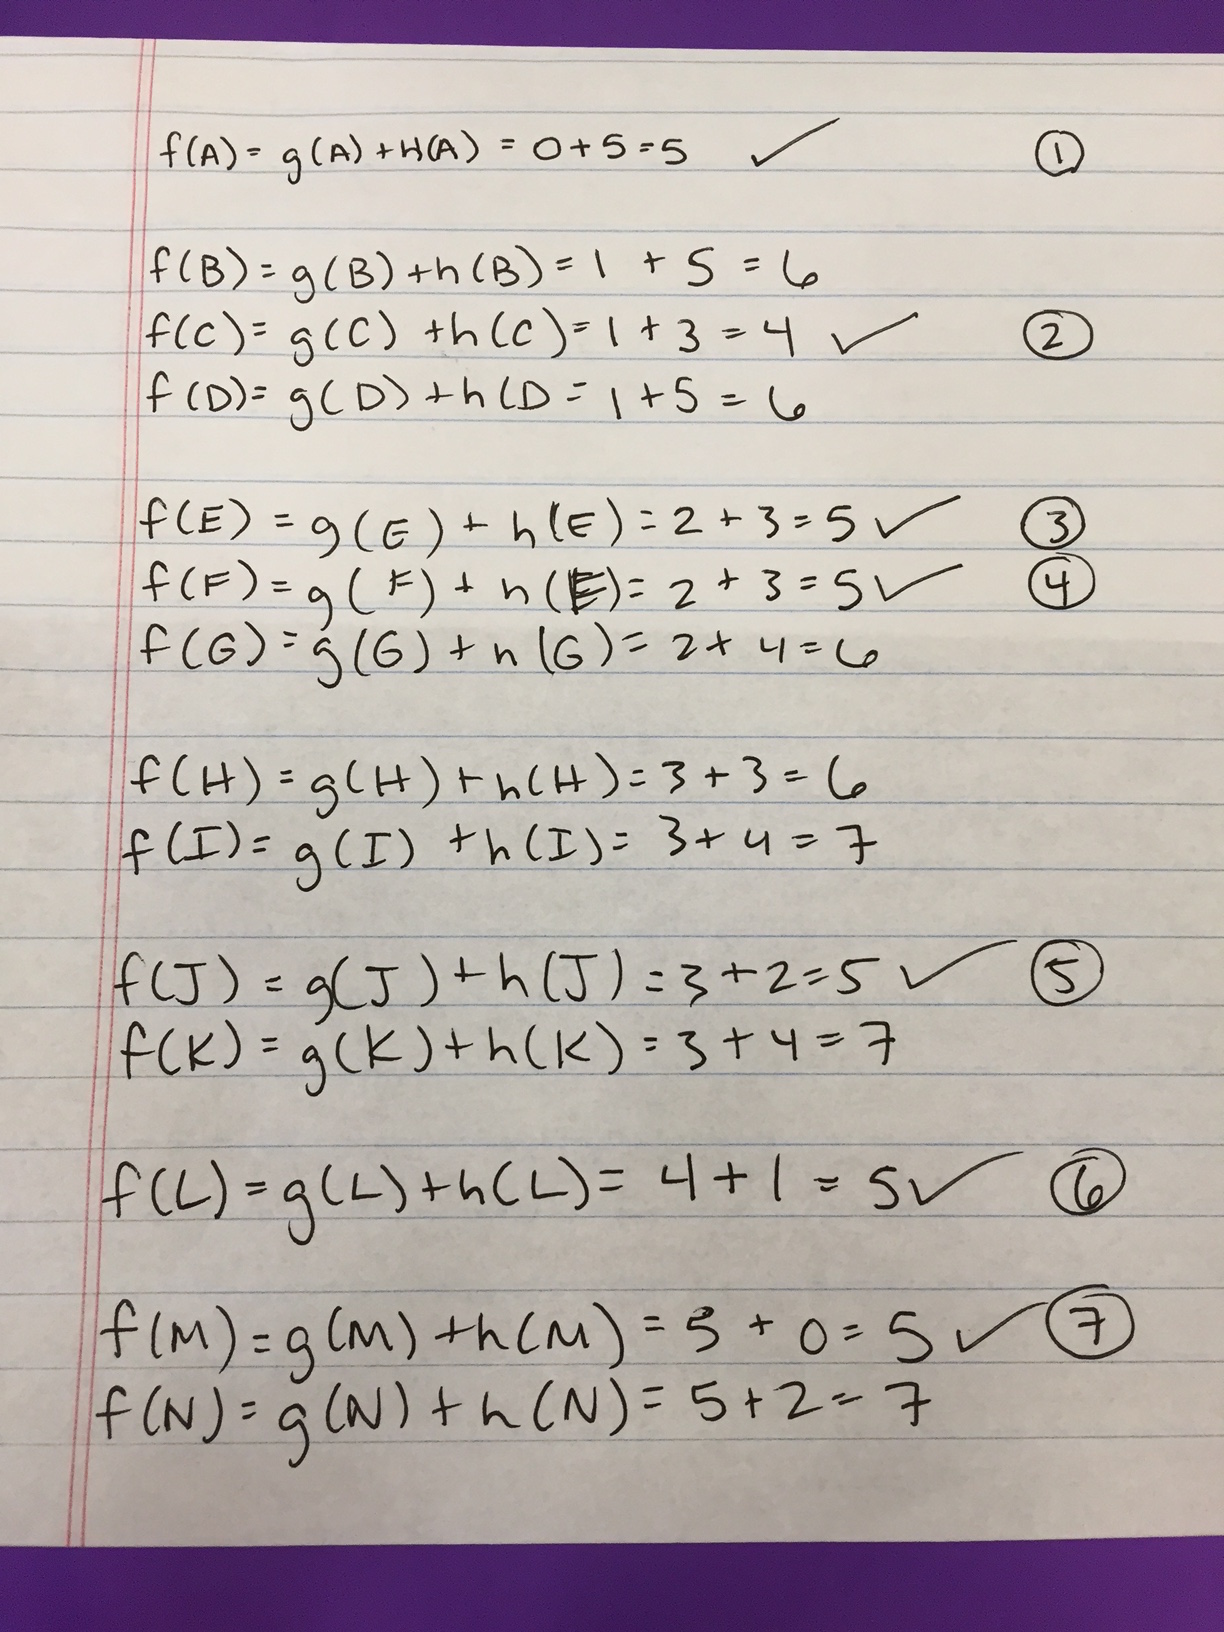 f(A) = g(A) + H(A) = 0 + 5 = 5 ✓ ①
f(B) = g(B) + h(B) = 1 + 5 = 6
f(C) = g(C) + h(C) = 1 + 3 = 4 ✓ ②
f(D) = g(D) + h(D = 1 + 5 = 6
f(E) = g(E) + h(E) = 2 + 3 = 5 ✓ ③
f(F) = g(F) + h(F) = 2 + 3 = 5 ✓ ④
f(G) = g(G) + h(G) = 2 + 4 = 6
f(H) = g(H) + h(H) = 3 + 3 = 6
f(I) = g(I) + h(I) = 3 + 4 = 7
f(J) = g(J) + h(J) = 3 + 2 = 5 ✓ ⑤
f(K) = g(K) + h(K) = 3 + 4 = 7
f(L) = g(L) + h(L) = 4 + 1 = 5 ✓ ⑥
f(M) = g(M) + h(M) = 5 + 0 = 5 ✓ ⑦
f(N) = g(N) + h(N) = 5 + 2 = 7